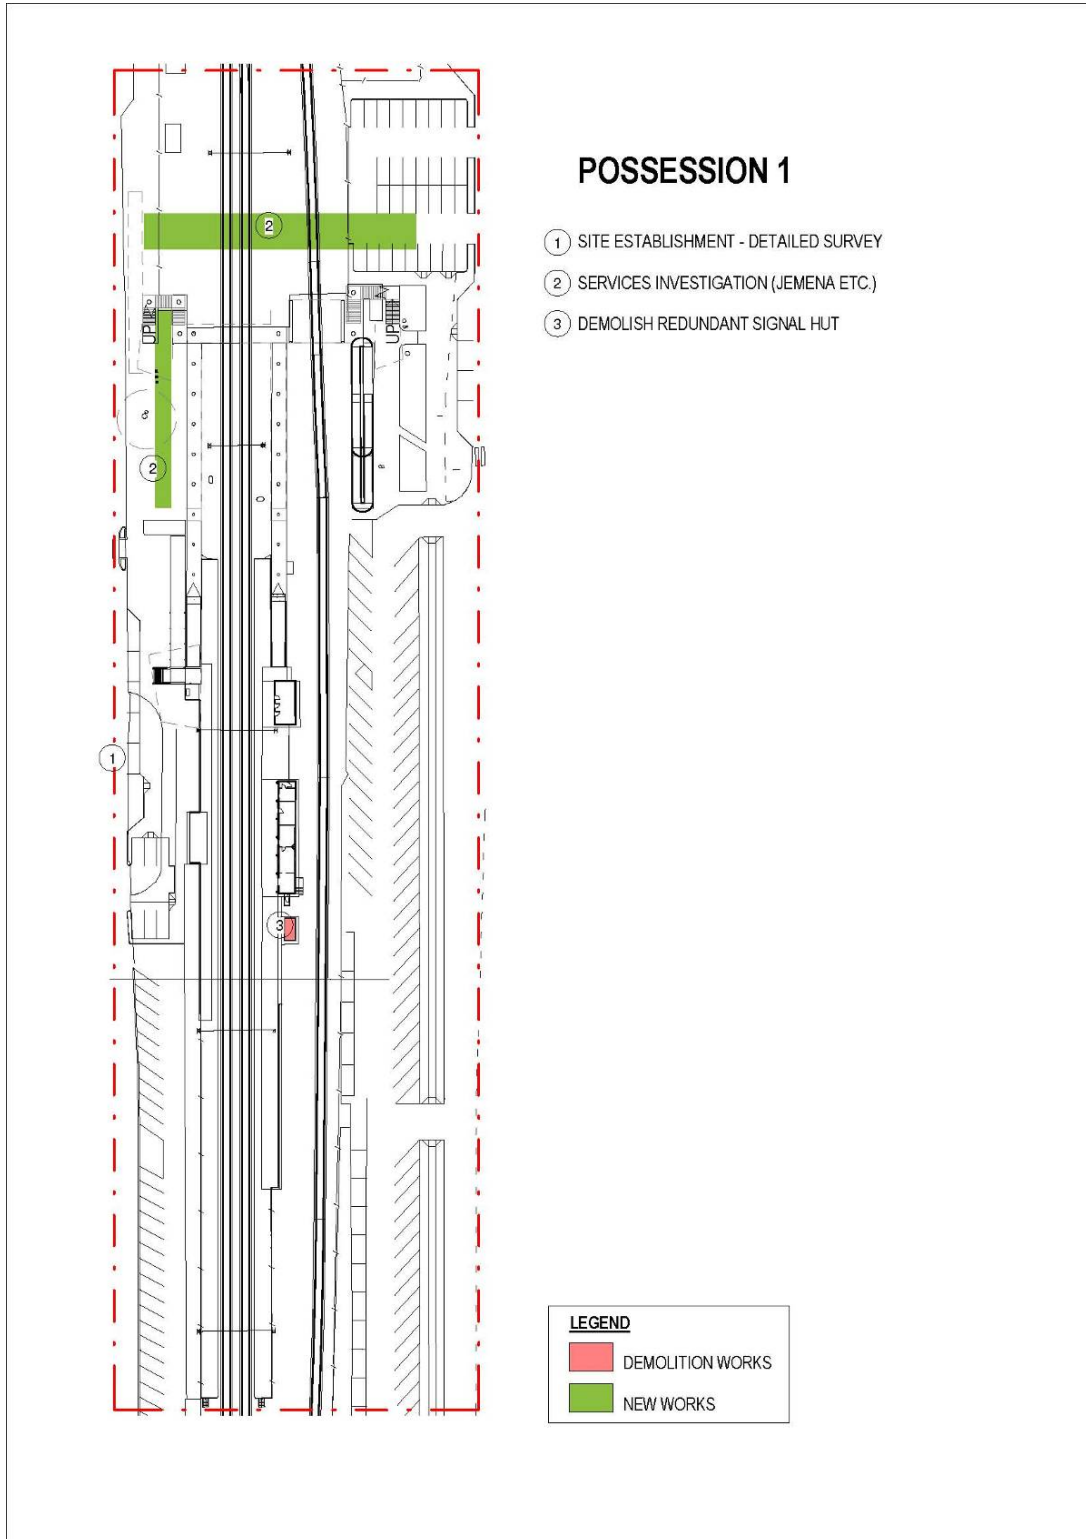 POSSESSION 1
1 SITE ESTABLISHMENT - DETAILED SURVEY
2 SERVICES INVESTIGATION (JEMENA ETC.)
3 DEMOLISH REDUNDANT SIGNAL HUT
2
UP
UP
2
1
3
LEGEND
DEMOLITION WORKS
NEW WORKS